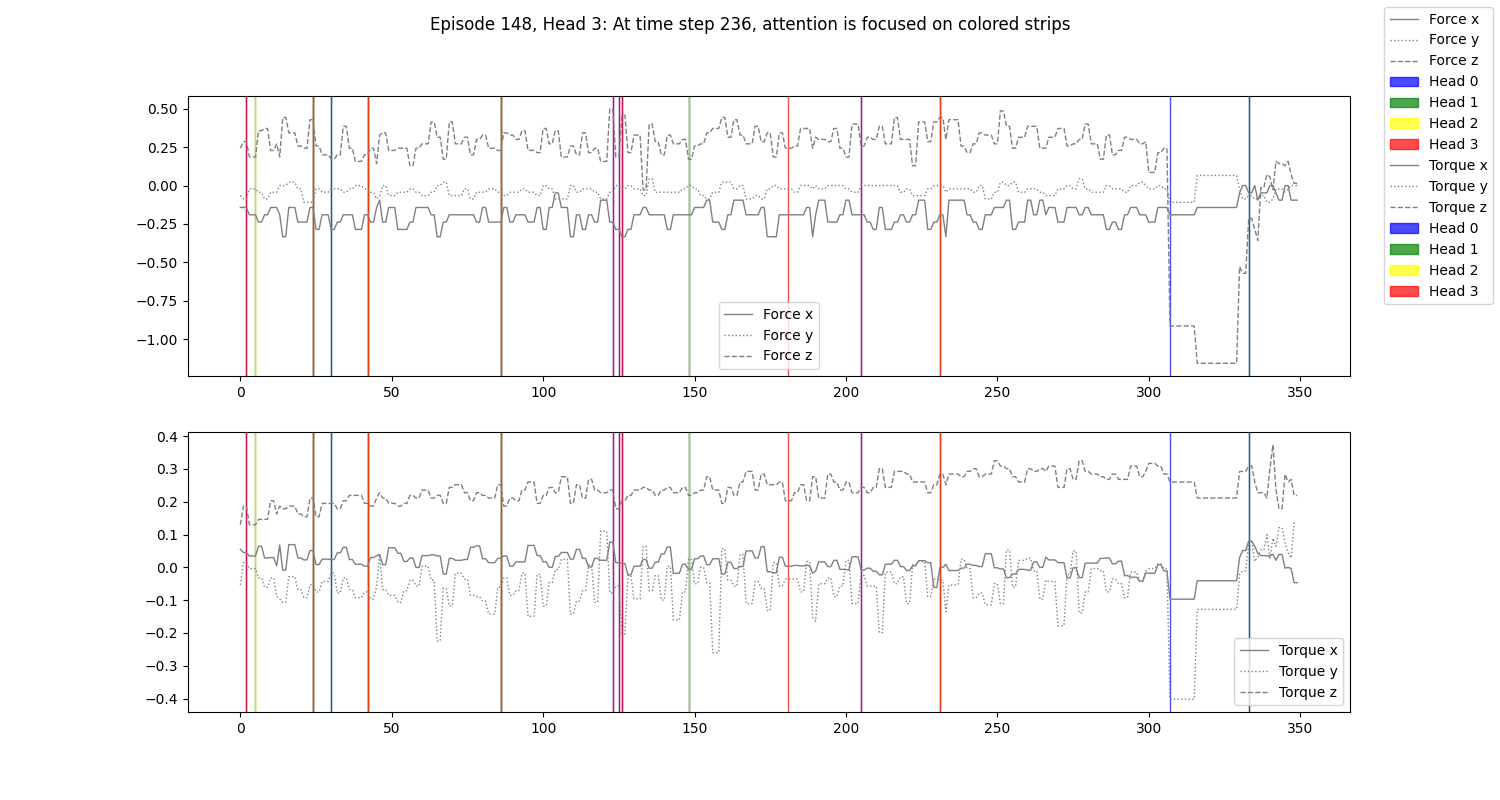 Episode 148, Head 3: At time step 236, attention is focused on colored strips
Force x
Force y
Force z
Head 0
Head 1
Head 2
Head 3
Torque x
Torque y
Torque z
Head 0
Head 1
Head 2
Head 3
0.50
0.25
0.00
−0.25
−0.50
−0.75
−1.00
Force x
Force y
Force z
0 50 100 150 200 250 300 350
0.4
0.3
0.2
0.1
0.0
−0.1
−0.2
−0.3
−0.4
Torque x
Torque y
Torque z
0 50 100 150 200 250 300 350